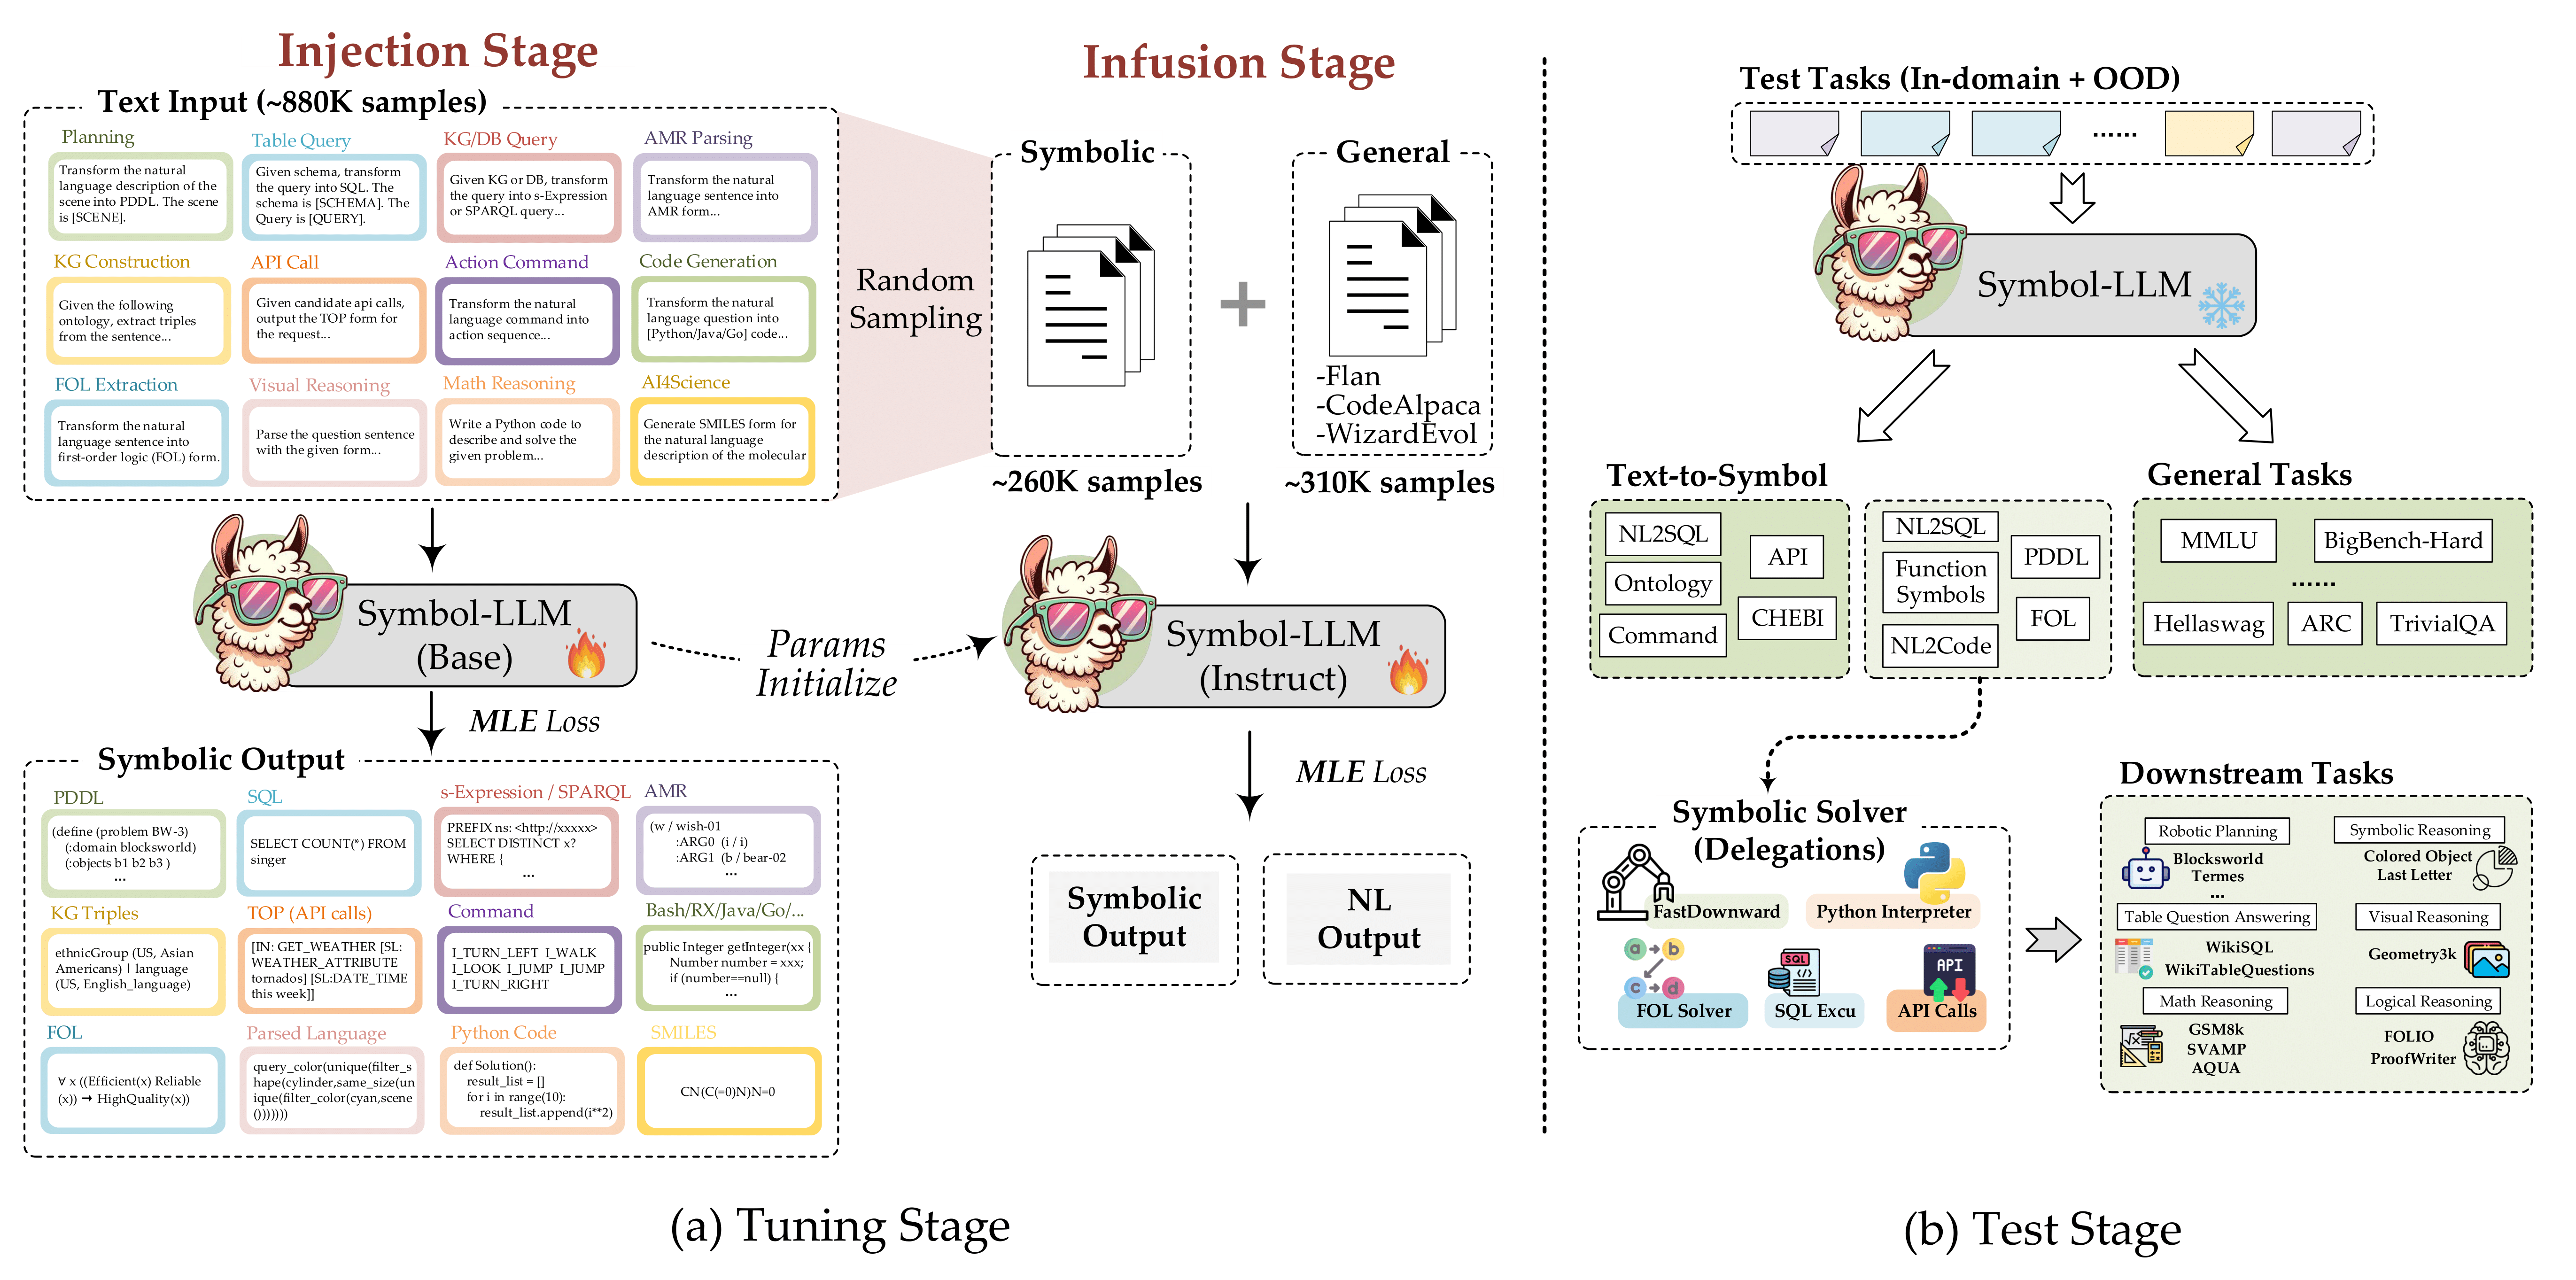 Injection Stage
Text Input (~880K samples)
Planning
Transform the natural
language description of the
scene into PDDL. The scene
is [SCENE].
Table Query
Given schema, transform
the query into SQL. The
schema is [SCHEMA]. The
Query is [QUERY].
KG/DB Query
Given KG or DB, transform
the query into s-Expression
or SPARQL query...
AMR Parsing
Transform the natural
language sentence into
AMR form...
KG Construction
Given the following
ontology, extract triples
from the sentence...
API Call
Given candidate api calls,
output the TOP form for
the request...
Action Command
Transform the natural
language command into
action sequence...
Code Generation
Transform the natural
language question into
[Python/Java/Go] code...
FOL Extraction
Transform the natural
language sentence into
first-order logic (FOL) form.
Visual Reasoning
Parse the question sentence
with the given form...
Math Reasoning
Write a Python code to
describe and solve the
given problem...
AI4Science
Generate SMILES form for
the natural language
description of the molecular
Symbol-LLM
(Base)
MLE Loss
Symbolic Output
PDDL
(define (problem BW-3)
(:domain blocksworld)
(:objects b1 b2 b3 )
...
SQL
SELECT COUNT(*) FROM
singer
s-Expression / SPARQL
PREFIX ns: <http://xxxxx>
SELECT DISTINCT x?
WHERE {
...
AMR
(w / wish-01
:ARG0 (i / i)
:ARG1 (b / bear-02
...
KG Triples
ethnicGroup (US, Asian
Americans) | language
(US, English_language)
TOP (API calls)
[IN: GET_WEATHER [SL:
WEATHER_ATTRIBUTE
tornados] [SL:DATE_TIME
this week]]
Command
I_TURN_LEFT I_WALK
I_LOOK I_JUMP I_JUMP
I_TURN_RIGHT
Bash/RX/Java/Go/...
public Integer getInteger(xx {
Number number = xxx;
if (number==null) {
...
FOL
∀ x ((Efficient(x) Reliable
(x)) → HighQuality(x))
Parsed Language
query_color(unique(filter_s
hape(cylinder,same_size(un
ique(filter_color(cyan,scene
()))))))
Python Code
def Solution():
result_list = []
for i in range(10):
result_list.append(i**2)
SMILES
CN(C(=0)N)N=0
Random
Sampling
Params
Initialize
Infusion Stage
Symbolic
~260K samples
+
General
-Flan
-CodeAlpaca
-WizardEvol
~310K samples
Symbol-LLM
(Instruct)
MLE Loss
Symbolic
Output
NL
Output
(a) Tuning Stage
Test Tasks (In-domain + OOD)
......
Symbol-LLM
Text-to-Symbol
NL2SQL
Ontology
Command
API
CHEBI
NL2SQL
Function
Symbols
NL2Code
PDDL
FOL
General Tasks
MMLU
BigBench-Hard
......
Hellaswag
ARC
TrivialQA
Symbolic Solver
(Delegations)
FastDownward
Python Interpreter
a b
c d
FOL Solver
SQL
</>
SQL Excu
API
API Calls
Downstream Tasks
Robotic Planning
Blocksworld
Termes
...
Symbolic Reasoning
Colored Object
Last Letter
Table Question Answering
WikiSQL
WikiTableQuestions
Visual Reasoning
Geometry3k
Math Reasoning
GSM8k
SVAMP
AQUA
Logical Reasoning
FOLIO
ProofWriter
(b) Test Stage